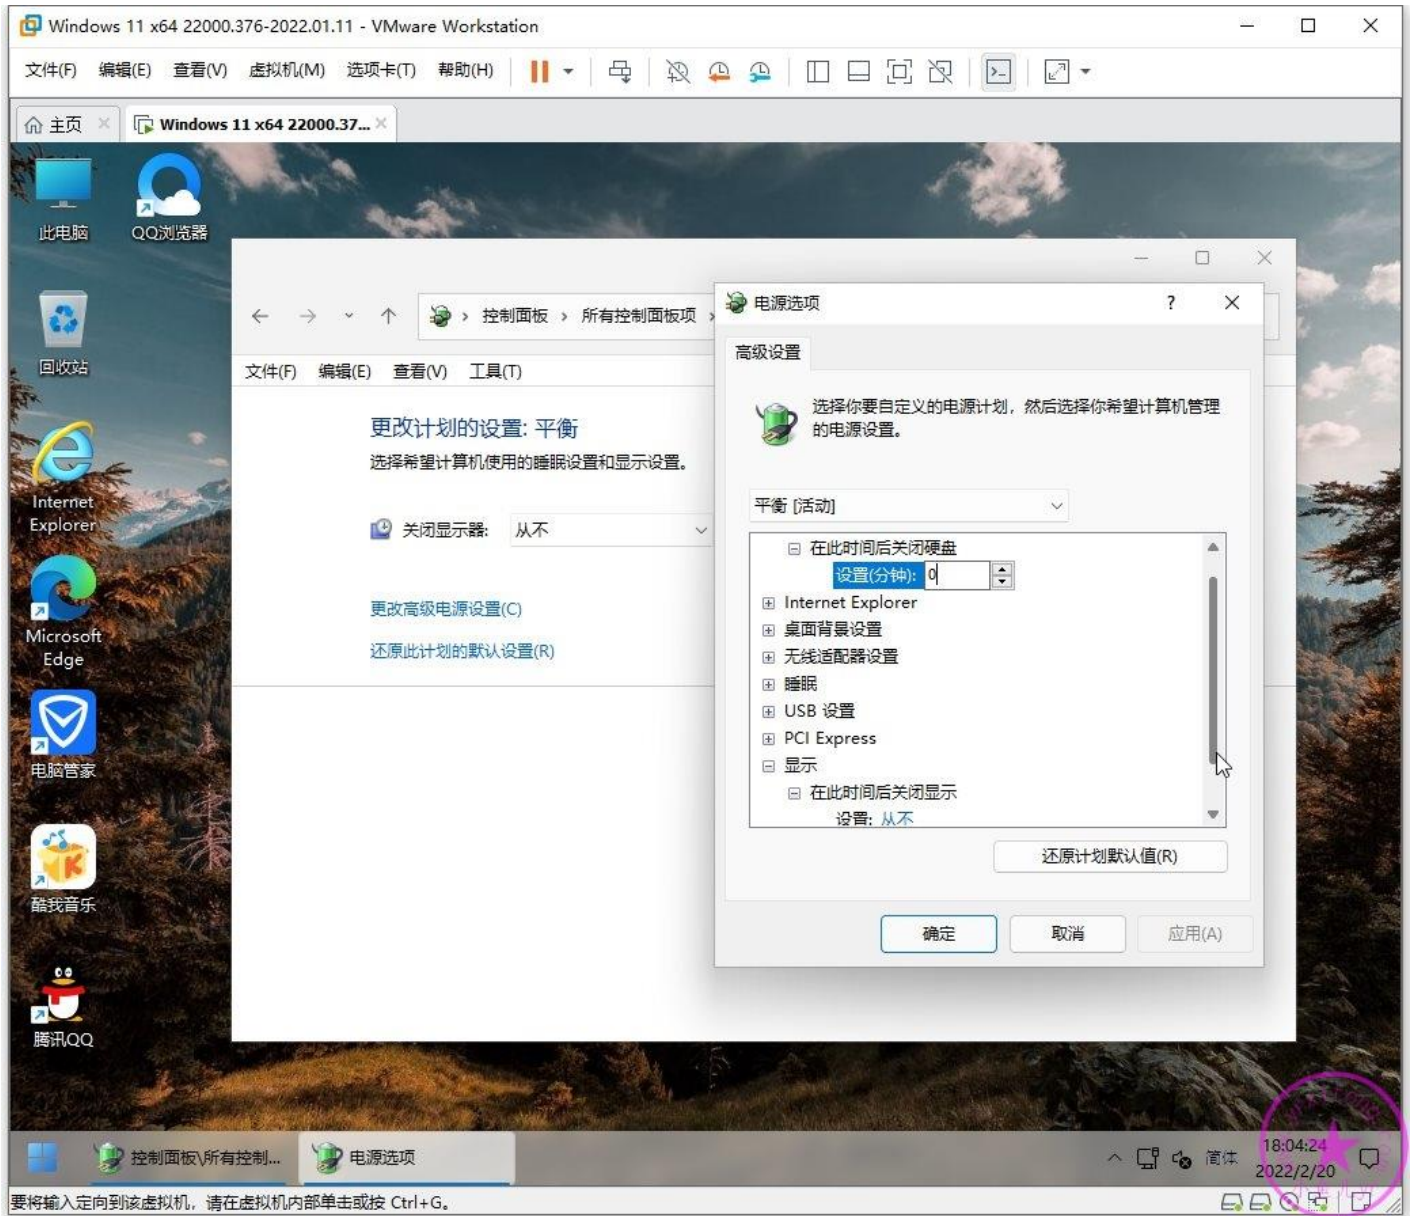 Windows 11 x64 22000.376-2022.01.11 - VMware Workstation
文件(F) 编辑(E) 查看(V) 虚拟机(M) 选项卡(T) 帮助(H)
主页 Windows 11 x64 22000.37...
此电脑
QQ浏览器
回收站
Internet
Explorer
Microsoft
Edge
电脑管家
酷我音乐
腾讯QQ
控制面板 › 所有控制面板项 ›
文件(F) 编辑(E) 查看(V) 工具(T)
更改计划的设置: 平衡
选择希望计算机使用的睡眠设置和显示设置。
关闭显示器: 从不
更改高级电源设置(C)
还原此计划的默认设置(R)
电源选项
高级设置
选择你要自定义的电源计划，然后选择你希望计算机管理
的电源设置。
平衡 [活动]
在此时间后关闭硬盘
设置(分钟): 0
Internet Explorer
桌面背景设置
无线适配器设置
睡眠
USB 设置
PCI Express
显示
在此时间后关闭显示
设置: 从不
还原计划默认值(R)
确定 取消 应用(A)
控制面板\所有控制... 电源选项
简体
18:04:24
2022/2/20
要将输入定向到该虚拟机，请在虚拟机内部单击或按 Ctrl+G。